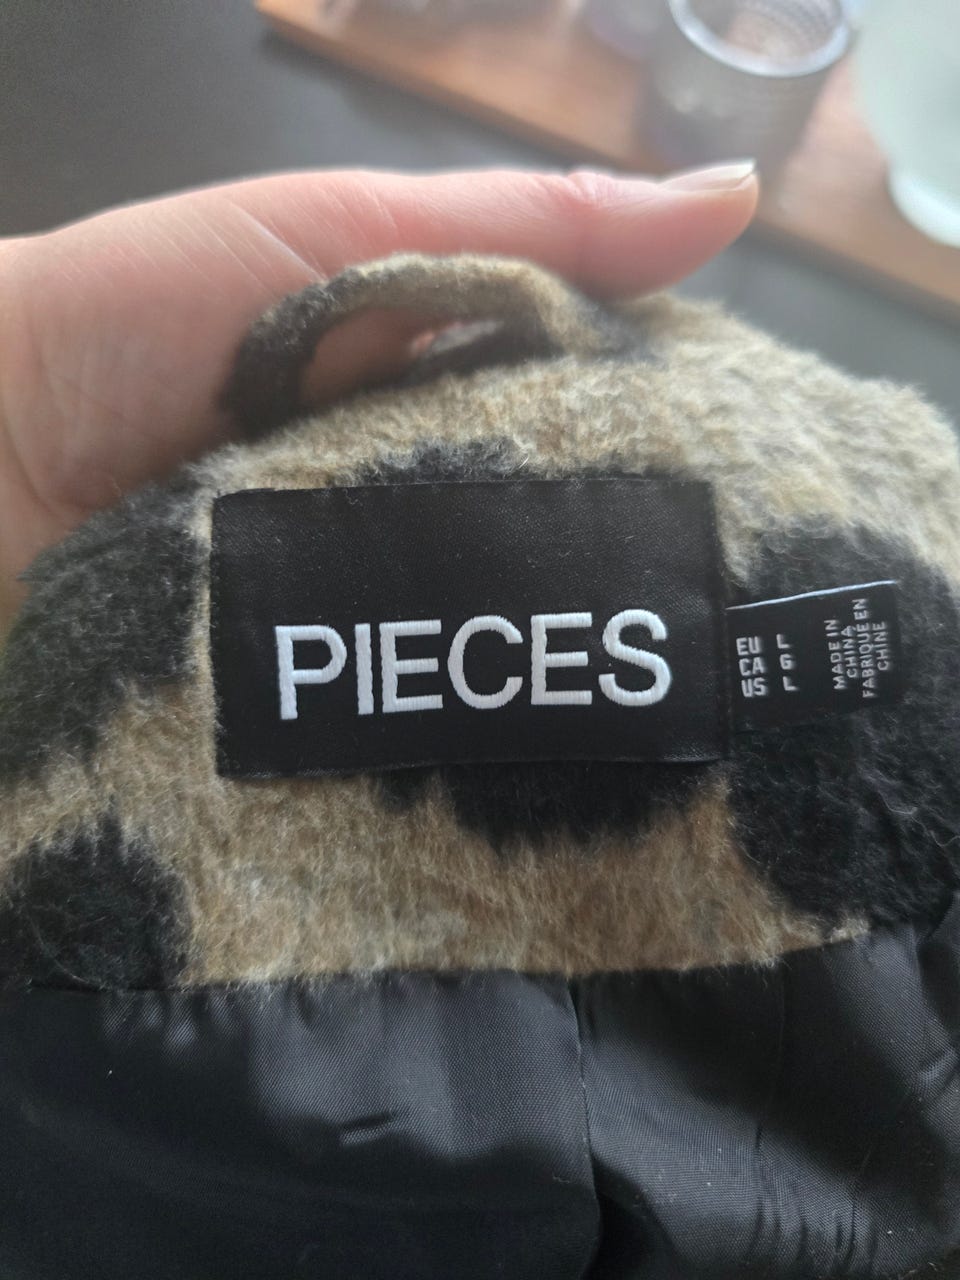 PIECES
EU L
CA G
US L
MADE IN
CHINA
FABRIQUÉ EN
CHINE